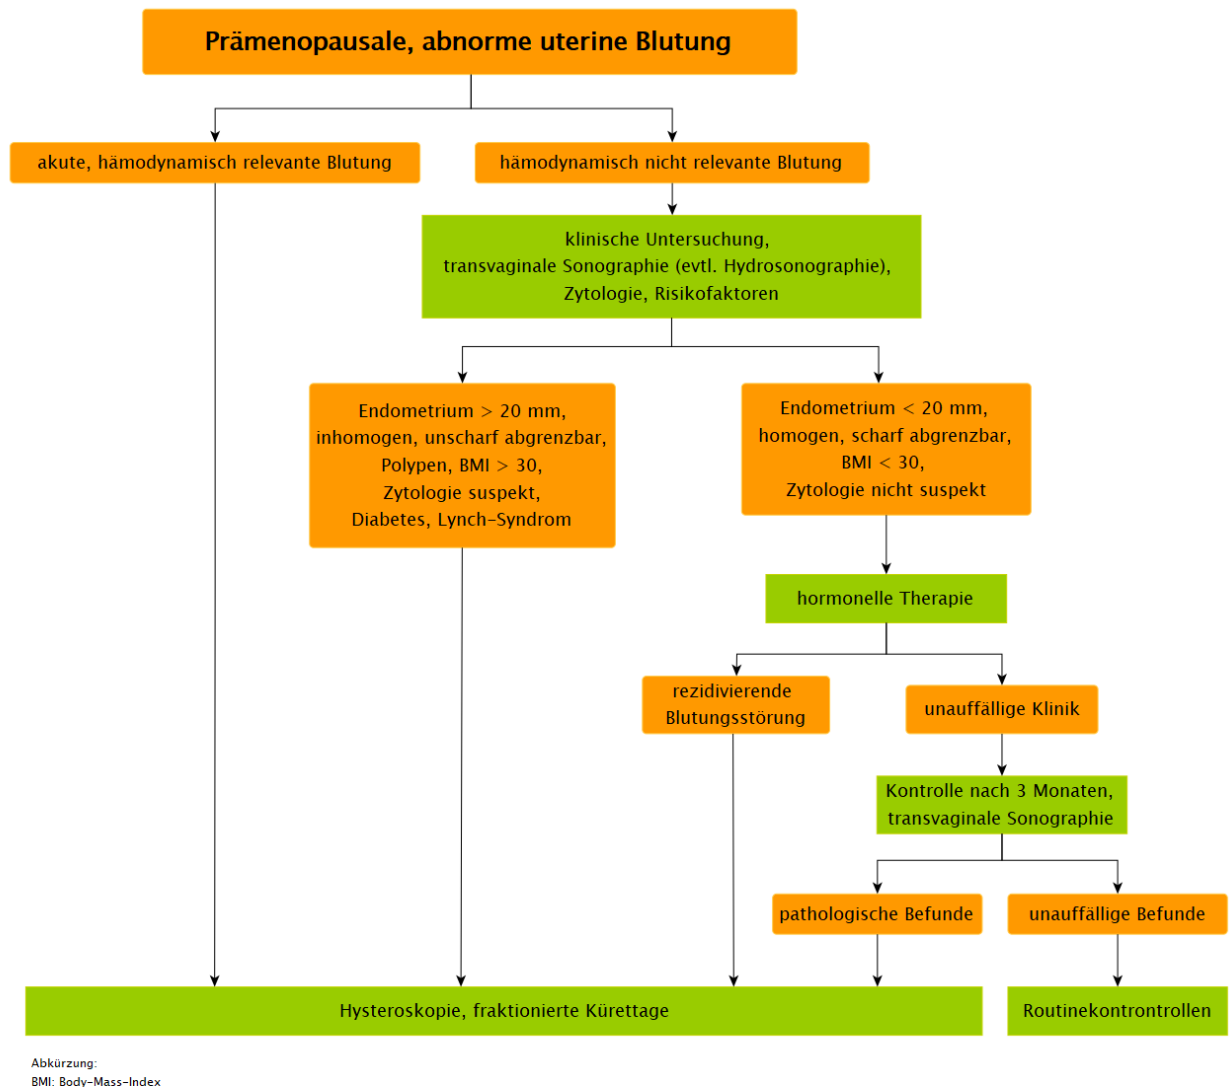 Prämenopausale, abnorme uterine Blutung
akute, hämodynamisch relevante Blutung
hämodynamisch nicht relevante Blutung
klinische Untersuchung,
transvaginale Sonographie (evtl. Hydrosonographie),
Zytologie, Risikofaktoren
Endometrium > 20 mm,
inhomogen, unscharf abgrenzbar,
Polypen, BMI > 30,
Zytologie suspekt,
Diabetes, Lynch-Syndrom
Endometrium < 20 mm,
homogen, scharf abgrenzbar,
BMI < 30,
Zytologie nicht suspekt
hormonelle Therapie
rezidivierende
Blutungsstörung
unauffällige Klinik
Kontrolle nach 3 Monaten,
transvaginale Sonographie
pathologische Befunde
unauffällige Befunde
Hysteroskopie, fraktionierte Kürettage
Routinekontrontrollen
Abkürzung:
BMI: Body-Mass-Index